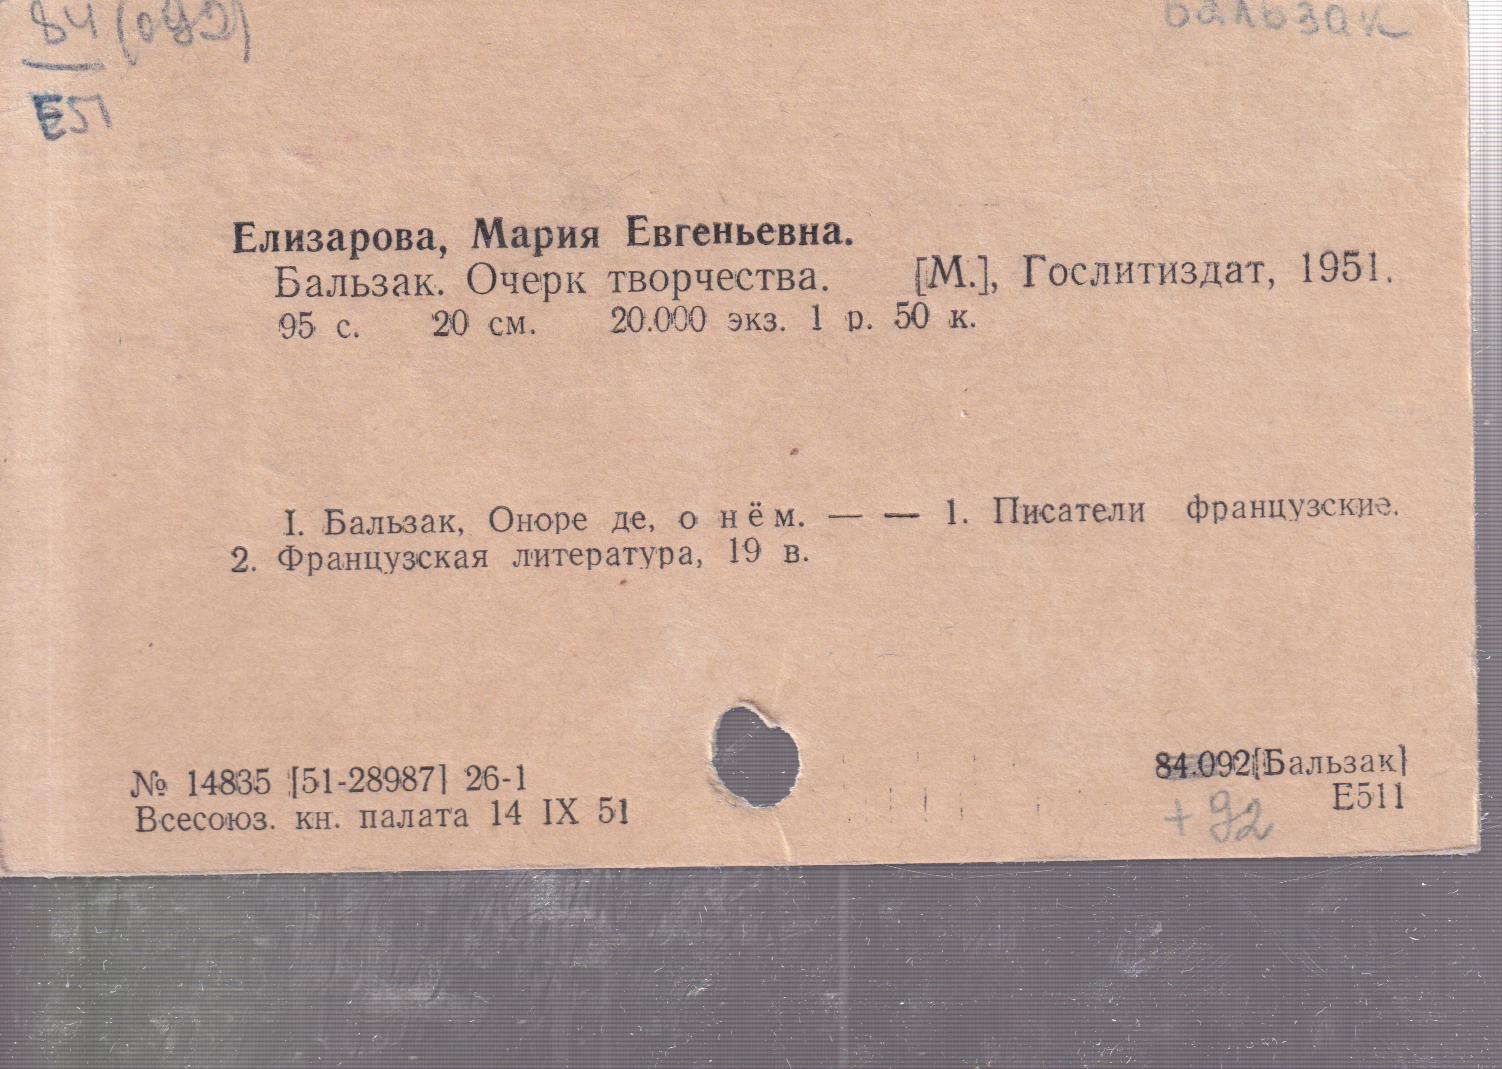 84(092) Бальзак
Е51
Елизарова, Мария Евгеньевна.
Бальзак. Очерк творчества. [М.], Гослитиздат, 1951.
95 с. 20 см. 20.000 экз. 1 р. 50 к.
I. Бальзак, Оноре де, о нём. — — 1. Писатели французские.
2. Французская литература, 19 в.
№ 14835 [51-28987] 26-1
Всесоюз. кн. палата 14 IX 51
84.092[Бальзак]
Е511
+92